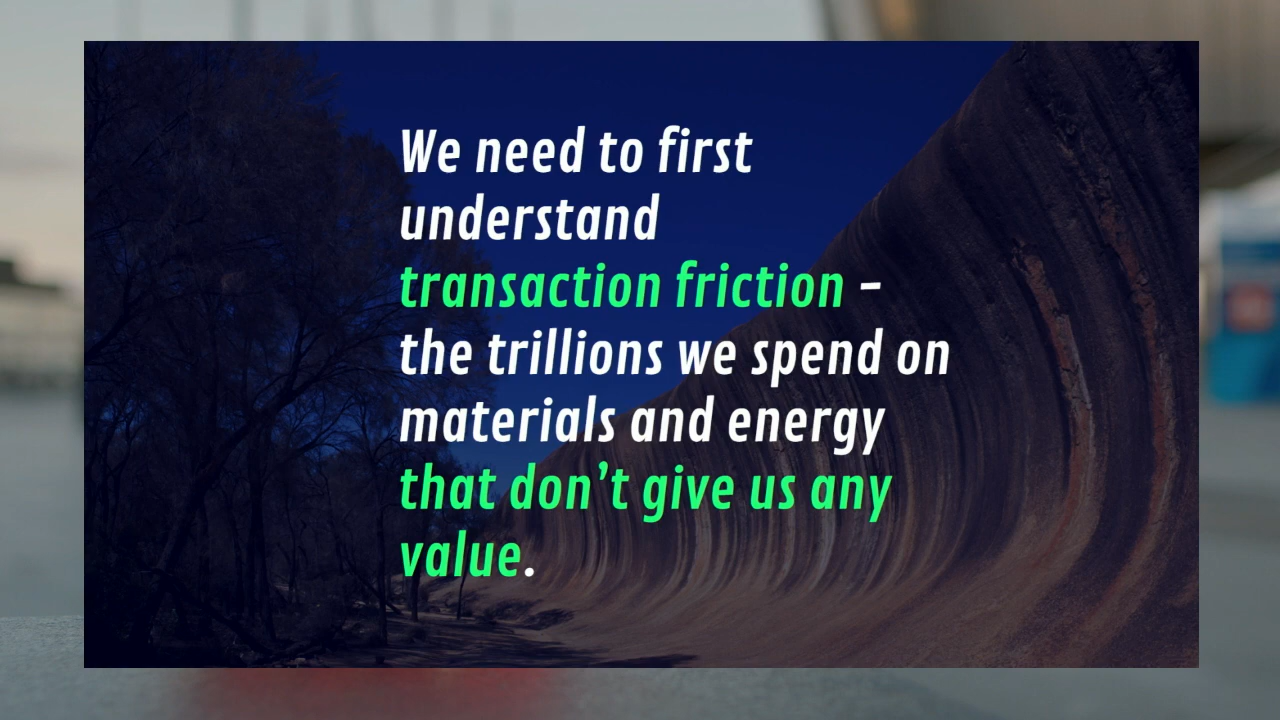 We need to first
understand
transaction friction -
the trillions we spend on
materials and energy
that don’t give us any
value.